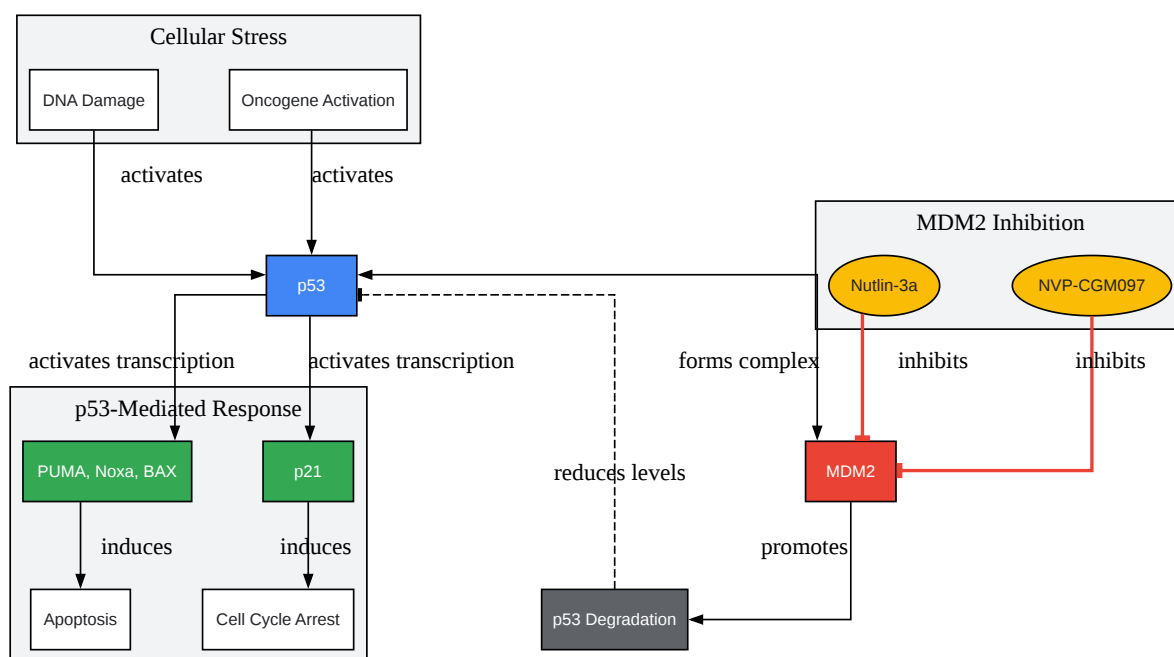 Cellular Stress
DNA Damage
Oncogene Activation
activates
activates
MDM2 Inhibition
p53
Nutlin-3a
NVP-CGM097
activates transcription
activates transcription
forms complex
inhibits
inhibits
p53-Mediated Response
PUMA, Noxa, BAX
p21
reduces levels
MDM2
induces
induces
promotes
Apoptosis
Cell Cycle Arrest
p53 Degradation